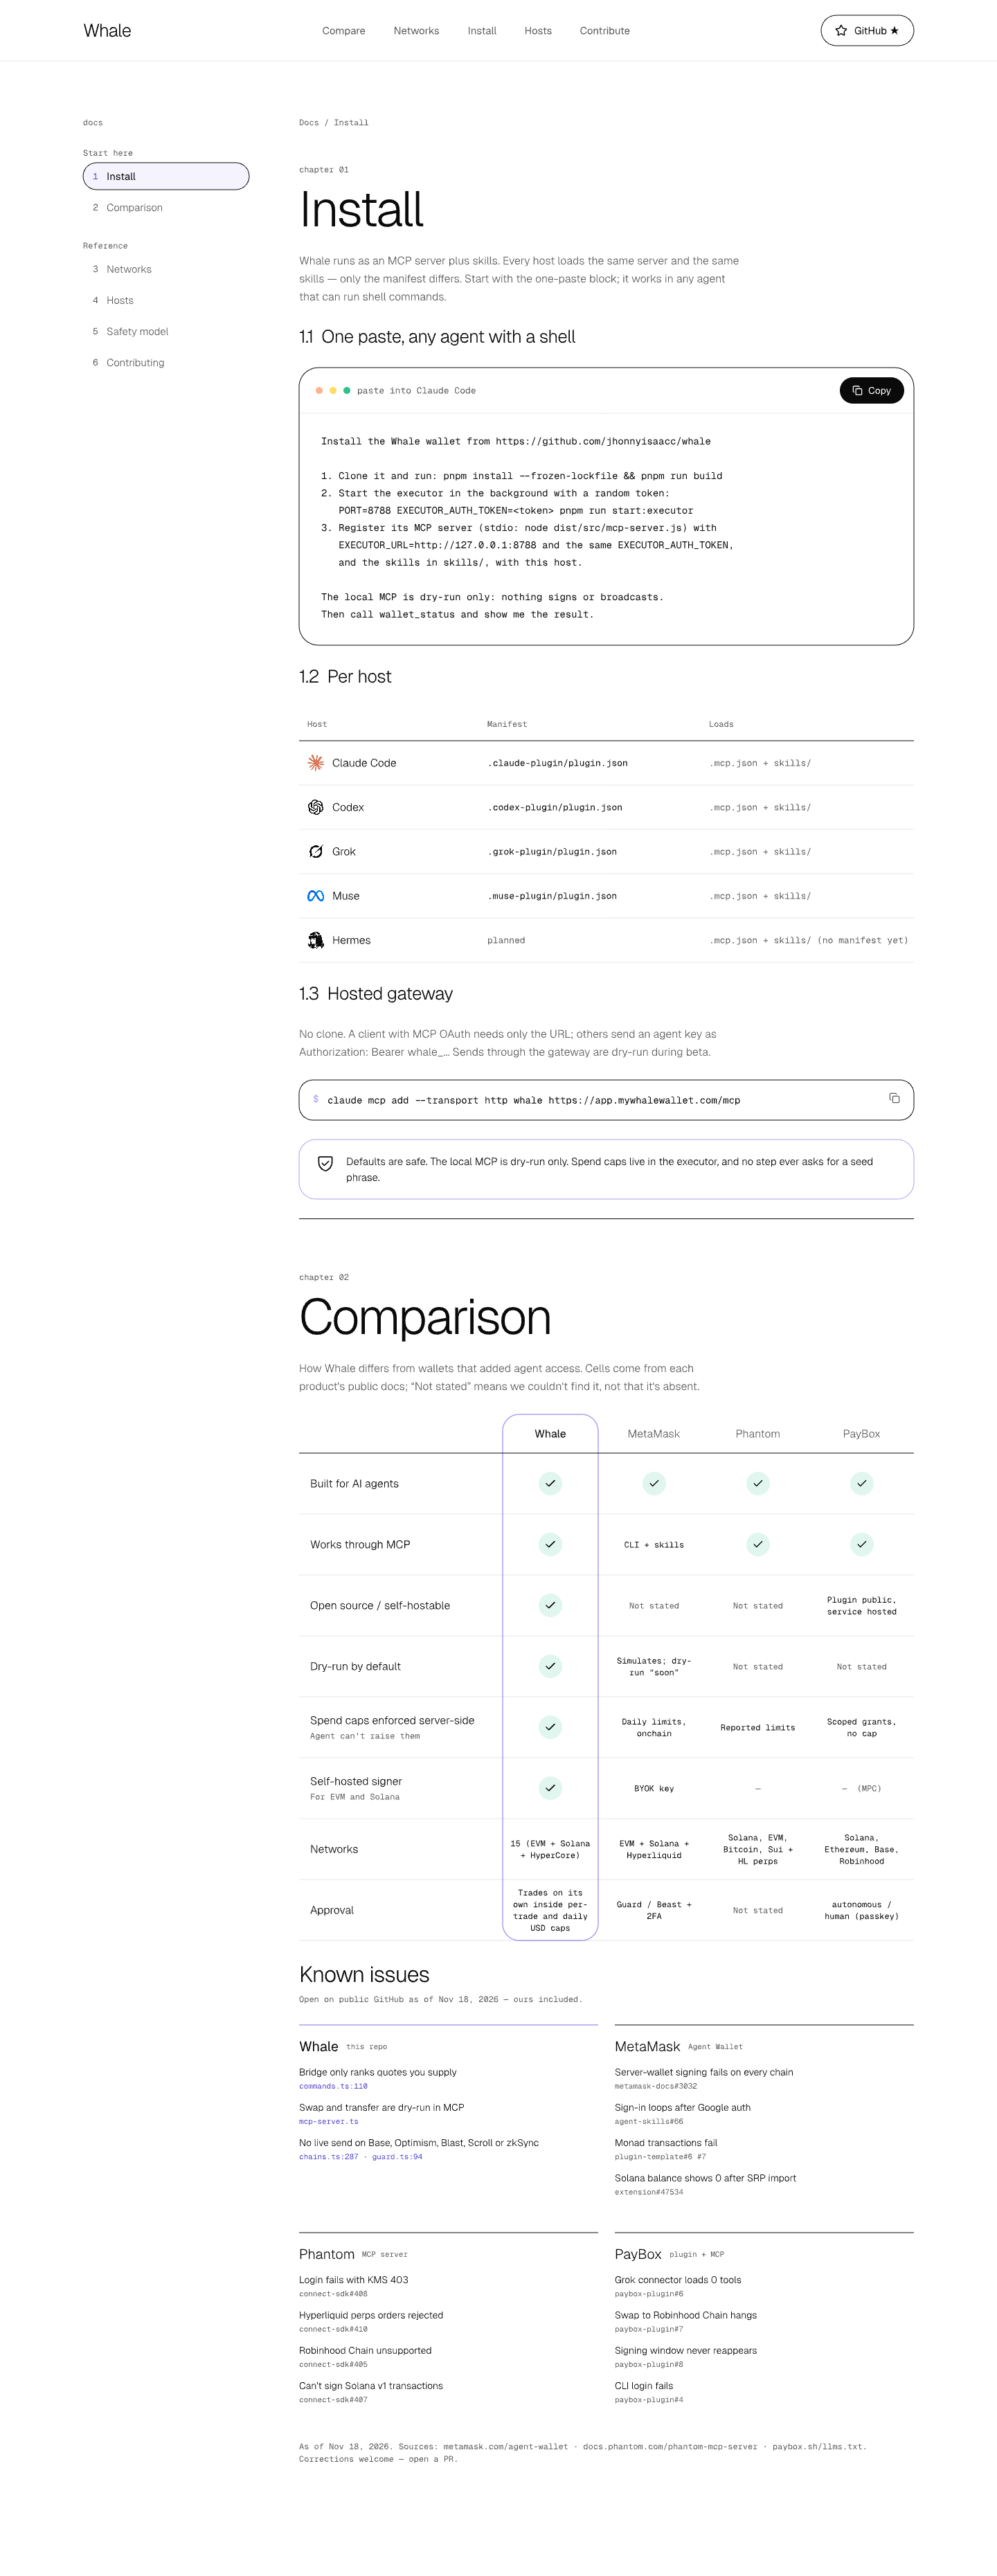 Whale
Compare
Networks
Install
Hosts
Contribute
GitHub ★
docs
Start here
1 Install
2 Comparison
Reference
3 Networks
4 Hosts
5 Safety model
6 Contributing
Docs / Install
chapter 01
Install
Whale runs as an MCP server plus skills. Every host loads the same server and the same
skills — only the manifest differs. Start with the one-paste block; it works in any agent
that can run shell commands.
1.1 One paste, any agent with a shell
paste into Claude Code
Copy
Install the Whale wallet from https://github.com/jhonnyisaacc/whale
1. Clone it and run: pnpm install --frozen-lockfile && pnpm run build
2. Start the executor in the background with a random token:
PORT=8788 EXECUTOR_AUTH_TOKEN=<token> pnpm run start:executor
3. Register its MCP server (stdio: node dist/src/mcp-server.js) with
EXECUTOR_URL=http://127.0.0.1:8788 and the same EXECUTOR_AUTH_TOKEN,
and the skills in skills/, with this host.
The local MCP is dry-run only: nothing signs or broadcasts.
Then call wallet_status and show me the result.
1.2 Per host
Host Manifest Loads
Claude Code .claude-plugin/plugin.json .mcp.json + skills/
Codex .codex-plugin/plugin.json .mcp.json + skills/
Grok .grok-plugin/plugin.json .mcp.json + skills/
Muse .muse-plugin/plugin.json .mcp.json + skills/
Hermes planned .mcp.json + skills/ (no manifest yet)
1.3 Hosted gateway
No clone. A client with MCP OAuth needs only the URL; others send an agent key as
Authorization: Bearer whale_… Sends through the gateway are dry-run during beta.
$ claude mcp add --transport http whale https://app.mywhalewallet.com/mcp
Defaults are safe. The local MCP is dry-run only. Spend caps live in the executor, and no step ever asks for a seed
phrase.
chapter 02
Comparison
How Whale differs from wallets that added agent access. Cells come from each
product's public docs; “Not stated” means we couldn't find it, not that it's absent.
Whale MetaMask Phantom PayBox
Built for AI agents
Works through MCP
CLI + skills
Open source / self-hostable
Not stated
Not stated
Plugin public,
service hosted
Dry-run by default
Simulates; dry-
run “soon”
Not stated
Not stated
Spend caps enforced server-side
Agent can't raise them
Daily limits,
onchain
Reported limits
Scoped grants,
no cap
Self-hosted signer
For EVM and Solana
BYOK key
—
— (MPC)
Networks
15 (EVM + Solana
+ HyperCore)
EVM + Solana +
Hyperliquid
Solana, EVM,
Bitcoin, Sui +
HL perps
Solana,
Ethereum, Base,
Robinhood
Approval
Trades on its
own inside per-
trade and daily
USD caps
Guard / Beast +
2FA
Not stated
autonomous /
human (passkey)
Known issues
Open on public GitHub as of Nov 18, 2026 — ours included.
Whale this repo
Bridge only ranks quotes you supply
commands.ts:110
Swap and transfer are dry-run in MCP
mcp-server.ts
No live send on Base, Optimism, Blast, Scroll or zkSync
chains.ts:287 · guard.ts:94
MetaMask Agent Wallet
Server-wallet signing fails on every chain
metamask-docs#3032
Sign-in loops after Google auth
agent-skills#66
Monad transactions fail
plugin-template#6 #7
Solana balance shows 0 after SRP import
extension#47534
Phantom MCP server
Login fails with KMS 403
connect-sdk#408
Hyperliquid perps orders rejected
connect-sdk#410
Robinhood Chain unsupported
connect-sdk#405
Can't sign Solana v1 transactions
connect-sdk#407
PayBox plugin + MCP
Grok connector loads 0 tools
paybox-plugin#6
Swap to Robinhood Chain hangs
paybox-plugin#7
Signing window never reappears
paybox-plugin#8
CLI login fails
paybox-plugin#4
As of Nov 18, 2026. Sources: metamask.com/agent-wallet · docs.phantom.com/phantom-mcp-server · paybox.sh/llms.txt.
Corrections welcome — open a PR.